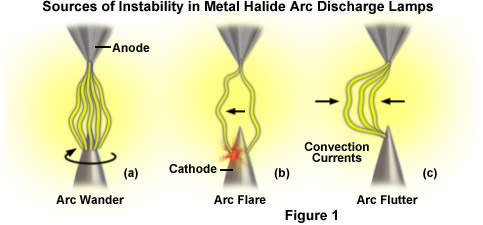 Sources of Instability in Metal Halide Arc Discharge Lamps
Anode
Cathode
Convection
Currents
(a)
(b)
(c)
Arc Wander
Arc Flare
Arc Flutter
Figure 1